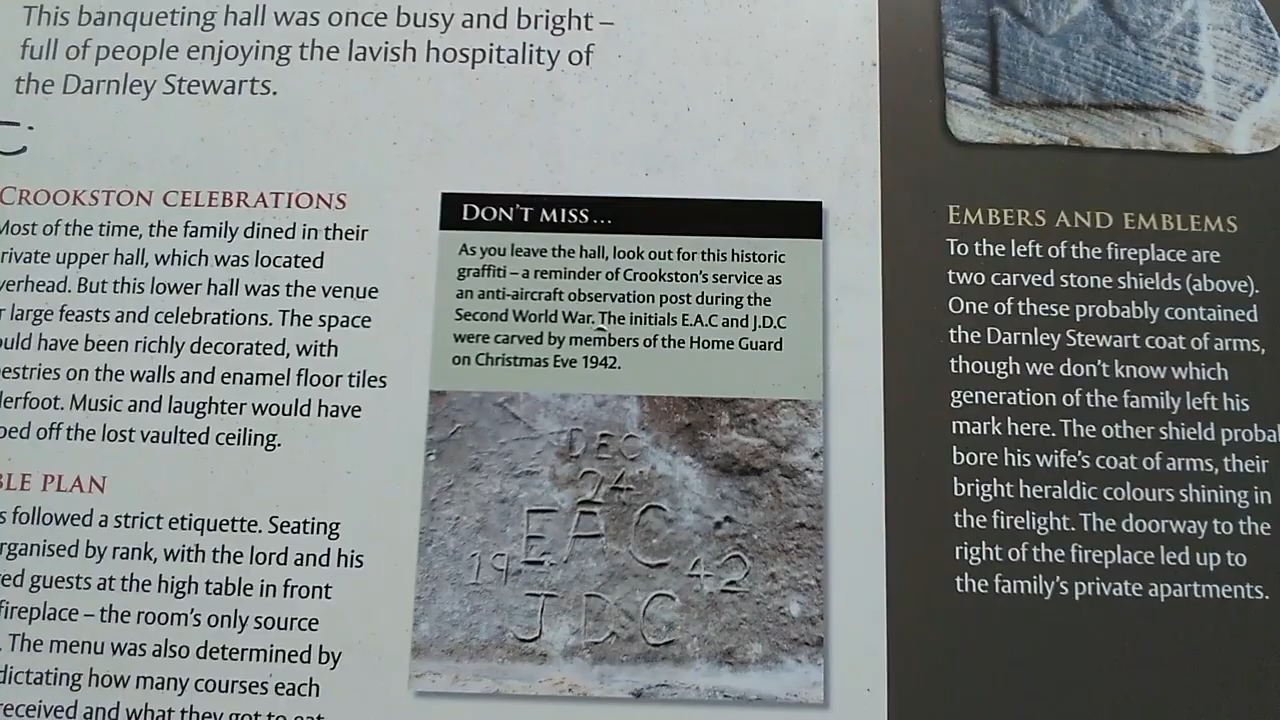 This banqueting hall was once busy and bright –
full of people enjoying the lavish hospitality of
the Darnley Stewarts.
CROOKSTON CELEBRATIONS
Most of the time, the family dined in their
rivate upper hall, which was located
verhead. But this lower hall was the venue
r large feasts and celebrations. The space
ould have been richly decorated, with
estries on the walls and enamel floor tiles
derfoot. Music and laughter would have
ed off the lost vaulted ceiling.
LE PLAN
s followed a strict etiquette. Seating
rganised by rank, with the lord and his
ed guests at the high table in front
fireplace – the room's only source
. The menu was also determined by
dictating how many courses each
received and what they got to eat
DON'T MISS...
As you leave the hall, look out for this historic
graffiti – a reminder of Crookston's service as
an anti-aircraft observation post during the
Second World War. The initials E.A.C and J.D.C
were carved by members of the Home Guard
on Christmas Eve 1942.
DEC
24
EAC
19 42
JDC
EMBERS AND EMBLEMS
To the left of the fireplace are
two carved stone shields (above).
One of these probably contained
the Darnley Stewart coat of arms,
though we don't know which
generation of the family left his
mark here. The other shield probal
bore his wife's coat of arms, their
bright heraldic colours shining in
the firelight. The doorway to the
right of the fireplace led up to
the family's private apartments.